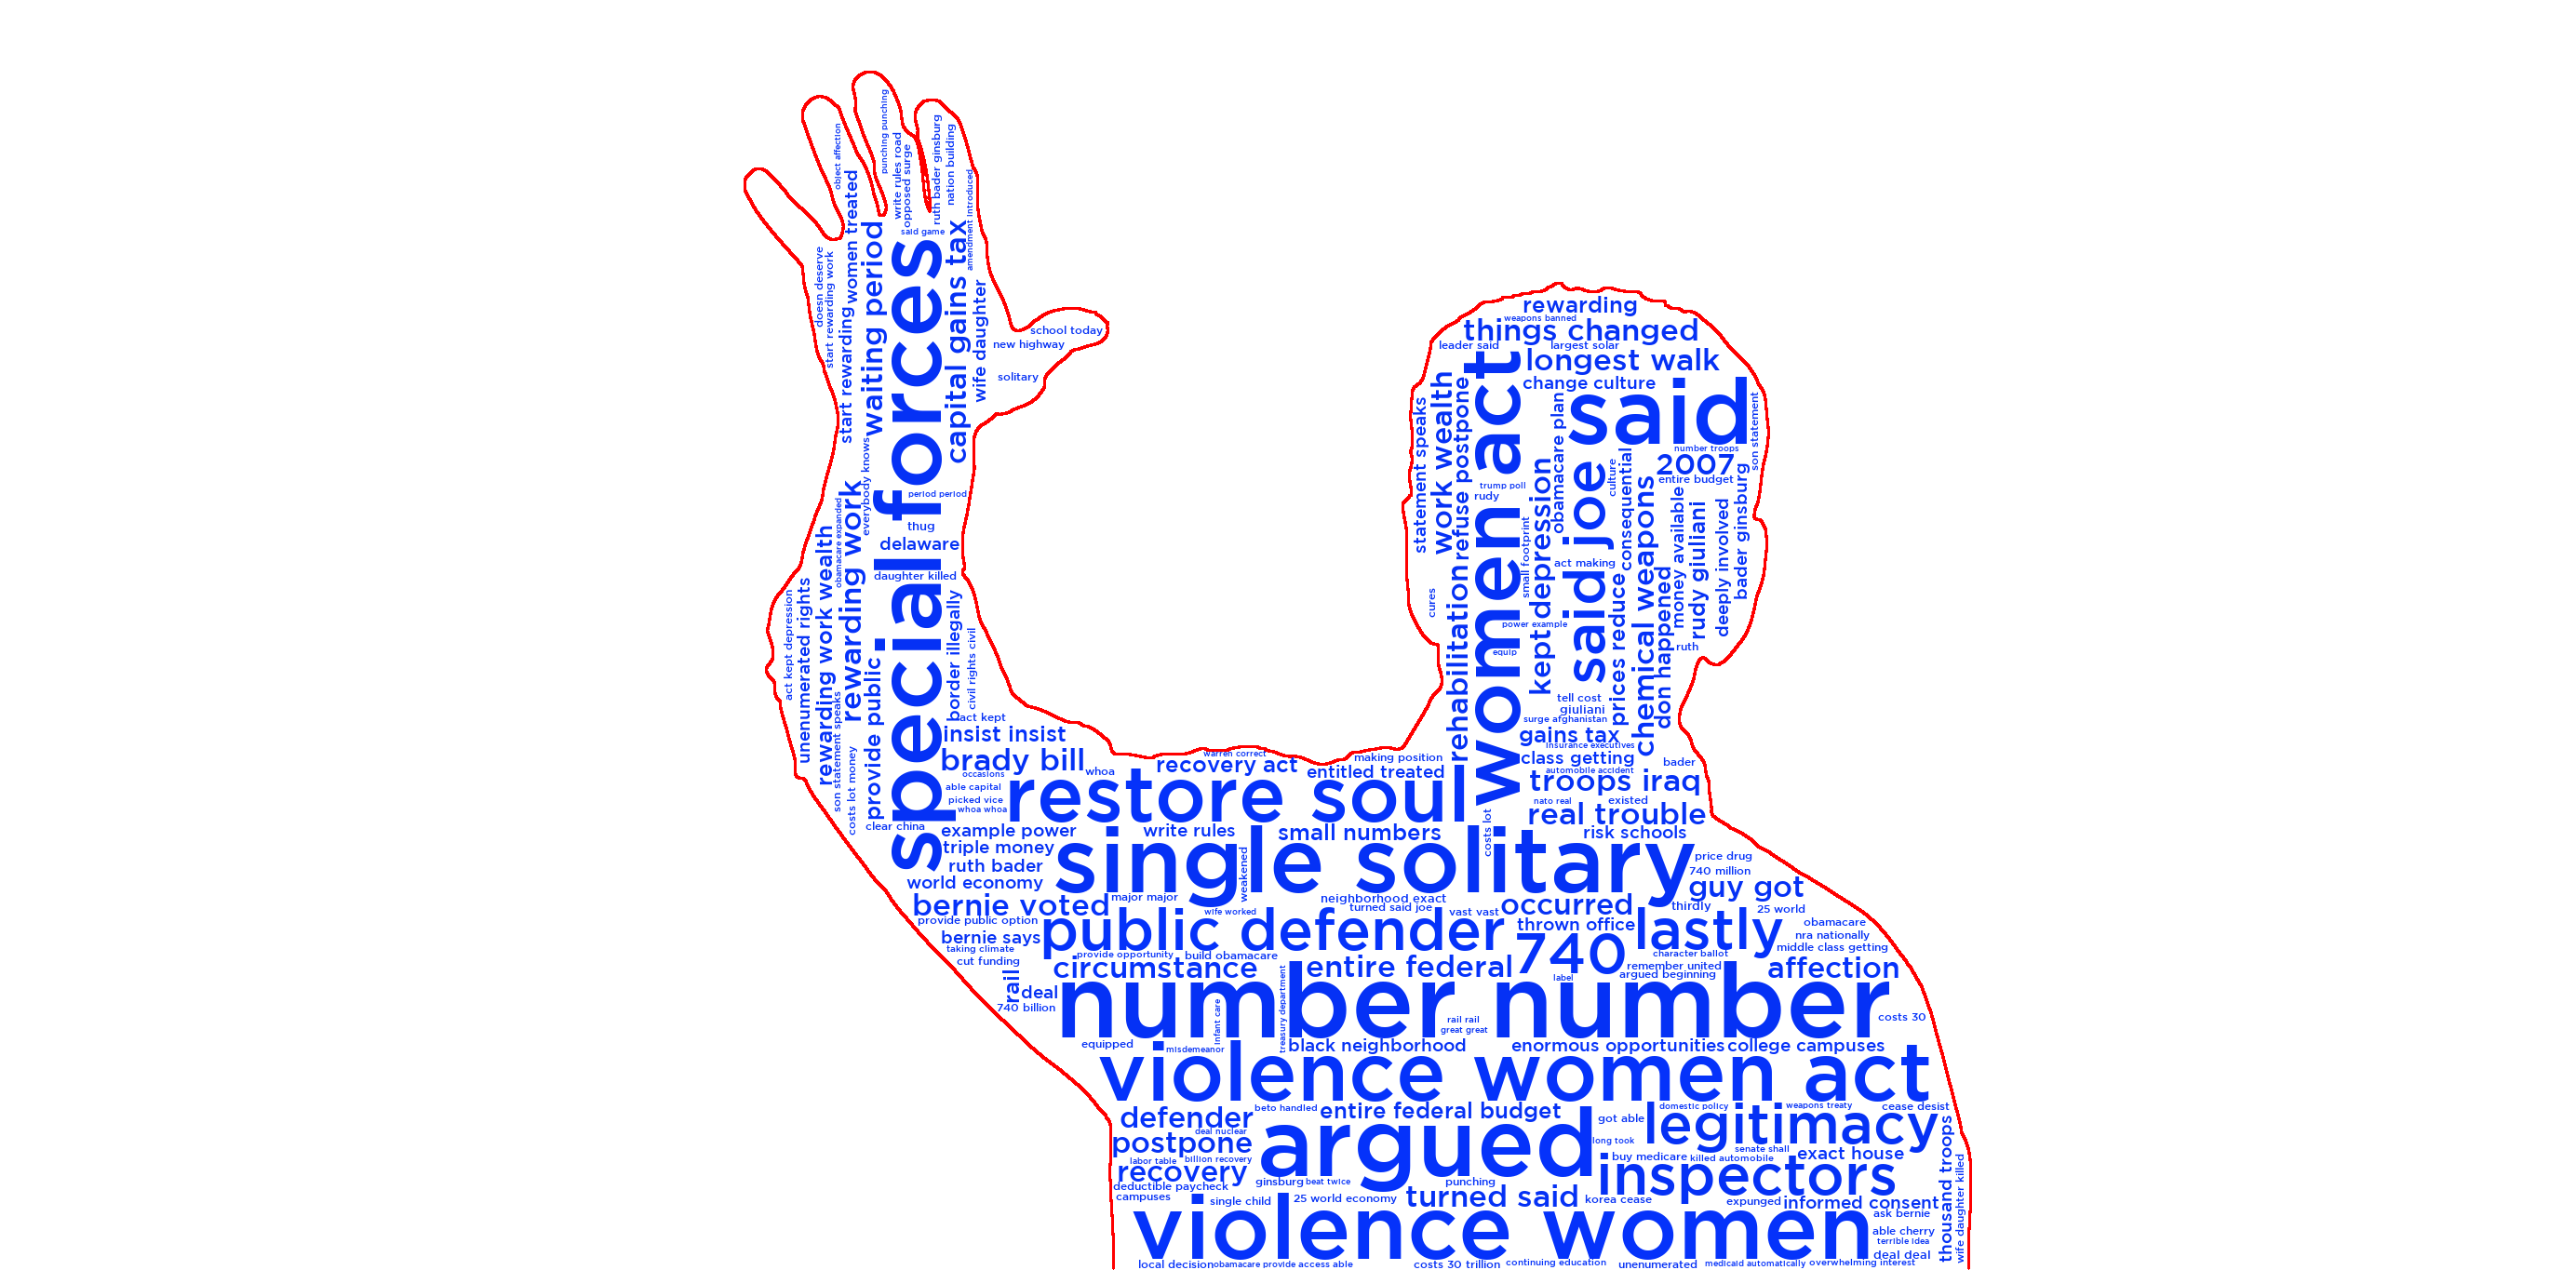 object affection
punching punching
write rules road
opposed surge
ruth bader ginsburg
nation building
amendment introduced
said game
doesn deserve
start rewarding work
start rewarding
women treated
waiting period
special forces
capital gains tax
wife daughter
school today
new highway
solitary
everybody knows
period period
thug
delaware
daughter killed
act kept depression
unenumerated rights
rewarding work wealth
obamacare expanded
rewarding work
son statement speaks
costs lot money
provide public
border illegally
civil rights civil
act kept
insist insist
brady bill
occasions
whoa
able capital
picked vice
whoa whoa
clear china
rewarding
weapons banned
things changed
leader said
largest solar
longest walk
change culture
said
son statement
number troops
2007
entire budget
statement speaks
work wealth
refuse postpone
women act
trump poll
rudy
obamacare plan
culture
consequential
said joe
kept depression
small footprint
act making
chemical weapons
money available
rudy giuliani
deeply involved
bader ginsburg
cures
rehabilitation
power example
equip
prices reduce
don happened
ruth
tell cost
giuliani
surge afghanistan
gains tax
insurance executives
class getting
bader
automobile accident
troops iraq
nato real
existed
real trouble
risk schools
warren correct
recovery act
making position
entitled treated
restore soul
costs lot
example power
write rules
small numbers
triple money
ruth bader
world economy
single solitary
weakened
price drug
740 million
guy got
bernie voted
major major
neighborhood exact
turned said joe
vast vast
occurred
thirdly
25 world
provide public option
wife worked
public defender
thrown office
lastly
obamacare
nra nationally
middle class getting
bernie says
taking climate
cut funding
provide opportunity
build obamacare
740
character ballot
circumstance
entire federal
remember united
argued beginning
label
affection
rail
deal
740 billion
number number
infant care
treasury department
rail rail
great great
costs 30
equipped
misdemeanor
black neighborhood
enormous opportunities
college campuses
violence women act
defender
beto handled
entire federal budget
got able
domestic policy
weapons treaty
cease desist
deal nuclear
postpone
argued
legitimacy
long took
senate shall
labor table
billion recovery
buy medicare
killed automobile
exact house
recovery
inspectors
thousand troops
wife daughter killed
deductible paycheck
ginsburg
beat twice
punching
campuses
single child
25 world economy
turned said
korea cease
expunged
informed consent
ask bernie
violence women
able cherry
terrible idea
deal deal
local decision
obamacare provide
access able
costs 30 trillion
continuing education
unenumerated
medicaid automatically
overwhelming interest